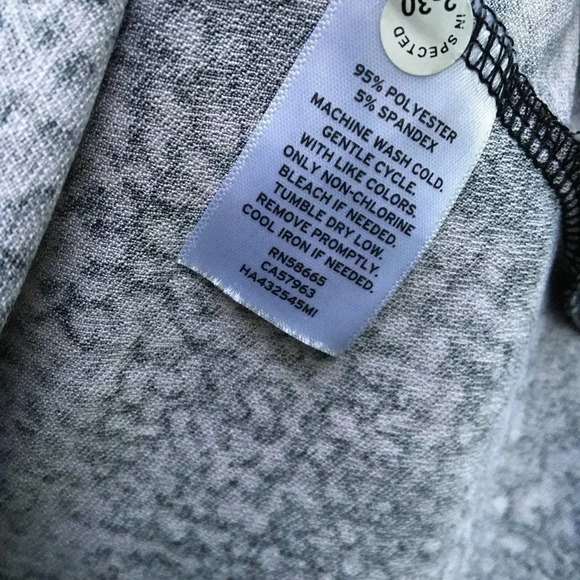 INSPECTED
30
95% POLYESTER
5% SPANDEX
MACHINE WASH COLD.
GENTLE CYCLE.
WITH LIKE COLORS.
ONLY NON-CHLORINE
BLEACH IF NEEDED.
TUMBLE DRY LOW.
REMOVE PROMPTLY.
COOL IRON IF NEEDED.
RN58665
CA57963
HA432545MI